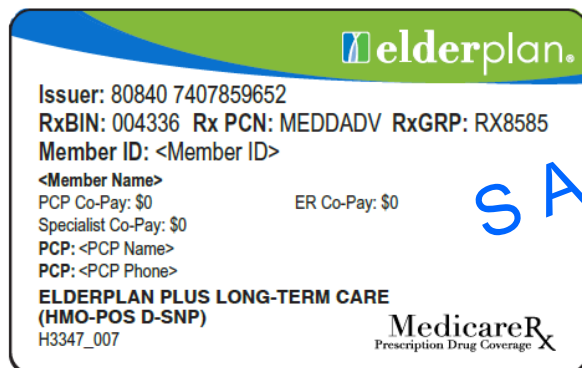 elderplan.
Issuer: 80840 7407859652
RxBIN: 004336 Rx PCN: MEDDADV RxGRP: RX8585
Member ID: <Member ID>
<Member Name>
PCP Co-Pay: $0 ER Co-Pay: $0
Specialist Co-Pay: $0
PCP: <PCP Name>
PCP: <PCP Phone>
ELDERPLAN PLUS LONG-TERM CARE
(HMO-POS D-SNP)
H3347_007
MedicareRx
Prescription Drug Coverage
SA